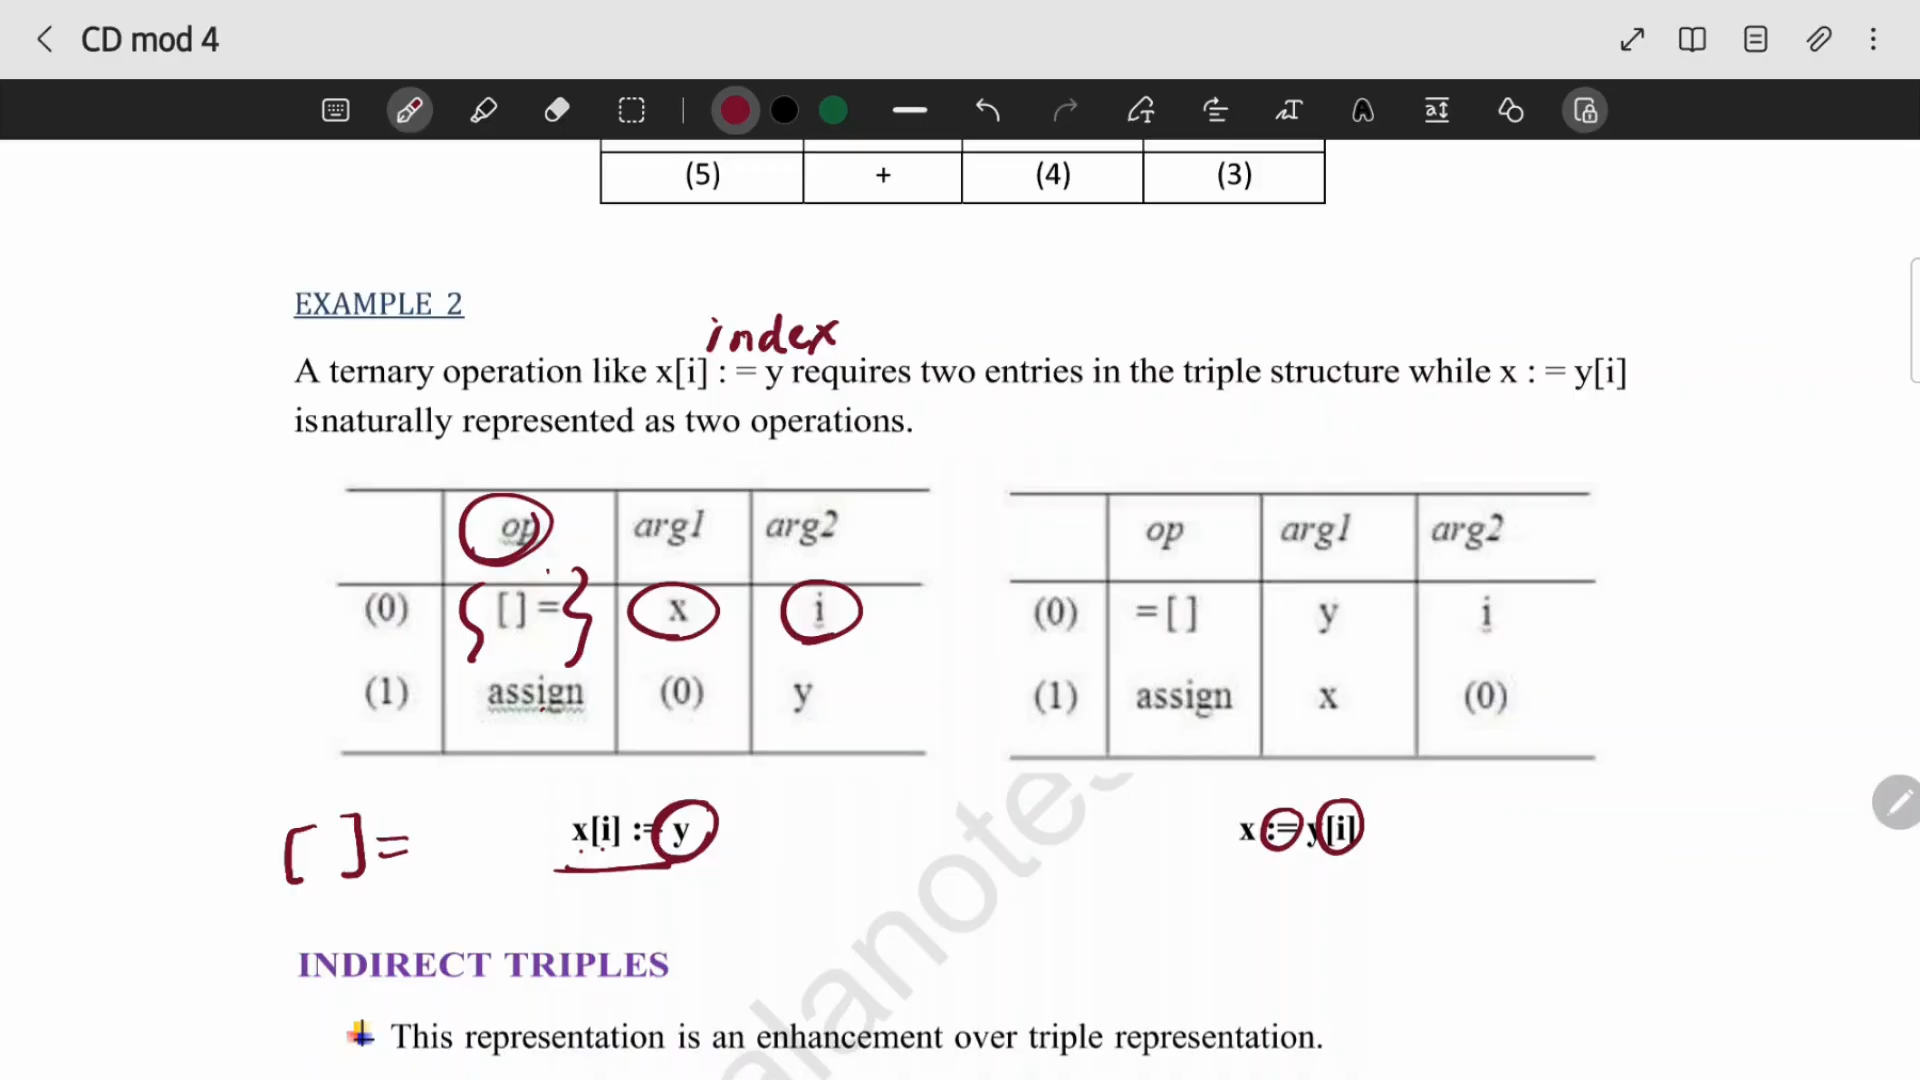 CD mod 4
(5) + (4) (3)
EXAMPLE 2
index
A ternary operation like x[i] : = y requires two entries in the triple structure while x : = y[i]
isnaturally represented as two operations.
op arg1 arg2
(0) [ ] = x i
(1) assign (0) y
op arg1 arg2
(0) = [ ] y i
(1) assign x (0)
[ ]=
x[i] := y
x := y[i]
INDIRECT TRIPLES
This representation is an enhancement over triple representation.